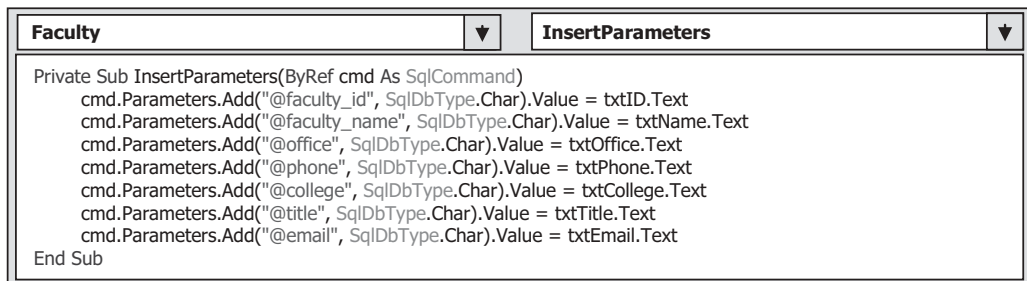 Faculty InsertParameters
Private Sub InsertParameters(ByRef cmd As SqlCommand)
cmd.Parameters.Add("@faculty_id", SqlDbType.Char).Value = txtID.Text
cmd.Parameters.Add("@faculty_name", SqlDbType.Char).Value = txtName.Text
cmd.Parameters.Add("@office", SqlDbType.Char).Value = txtOffice.Text
cmd.Parameters.Add("@phone", SqlDbType.Char).Value = txtPhone.Text
cmd.Parameters.Add("@college", SqlDbType.Char).Value = txtCollege.Text
cmd.Parameters.Add("@title", SqlDbType.Char).Value = txtTitle.Text
cmd.Parameters.Add("@email", SqlDbType.Char).Value = txtEmail.Text
End Sub